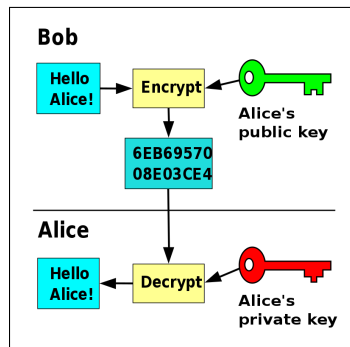 Bob
Hello
Alice!
Encrypt
Alice's
public key
6EB69570
08E03CE4
Alice
Hello
Alice!
Decrypt
Alice's
private key